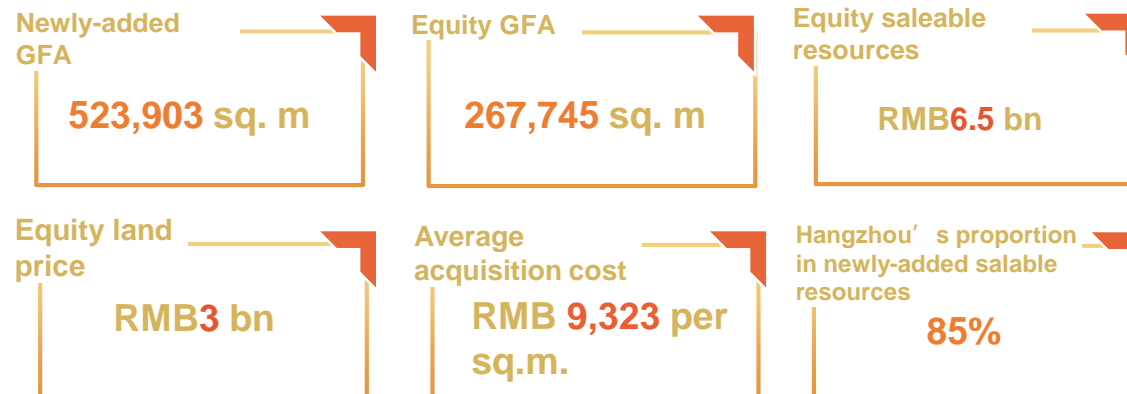 Newly-added
GFA
523,903 sq. m
Equity GFA
267,745 sq. m
Equity saleable
resources
RMB6.5 bn
Equity land
price
RMB3 bn
Average
acquisition cost
RMB 9,323 per
sq.m.
Hangzhou′ s proportion
in newly-added salable
resources
85%